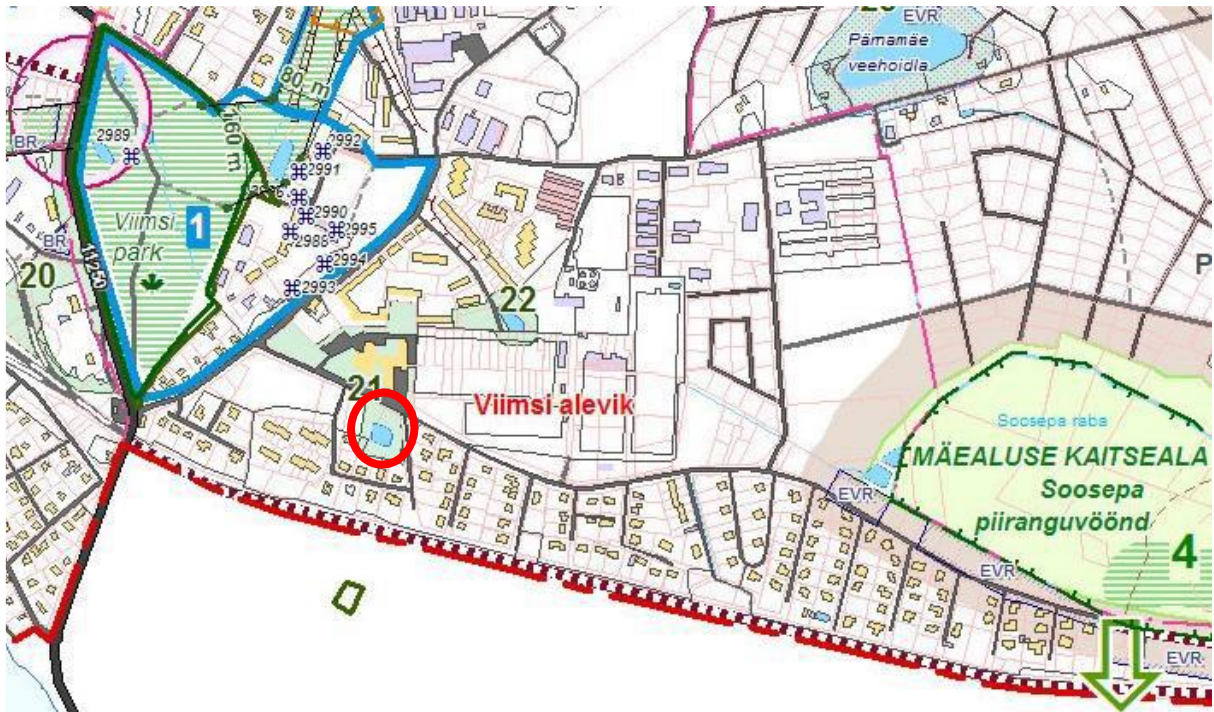 EVR
Pärnamäe
veehoidla
80 m
160 m
2989
BR
2992
2991
2990
2995
2988
2994
2993
Viimsi
park
1
BR
20
1250
22
P
21
Viimsi alevik
Soosepa raba
MÄEALUSE KAITSEALA
Soosepa
piiranguvöönd
EVR
4
EVR
EVR